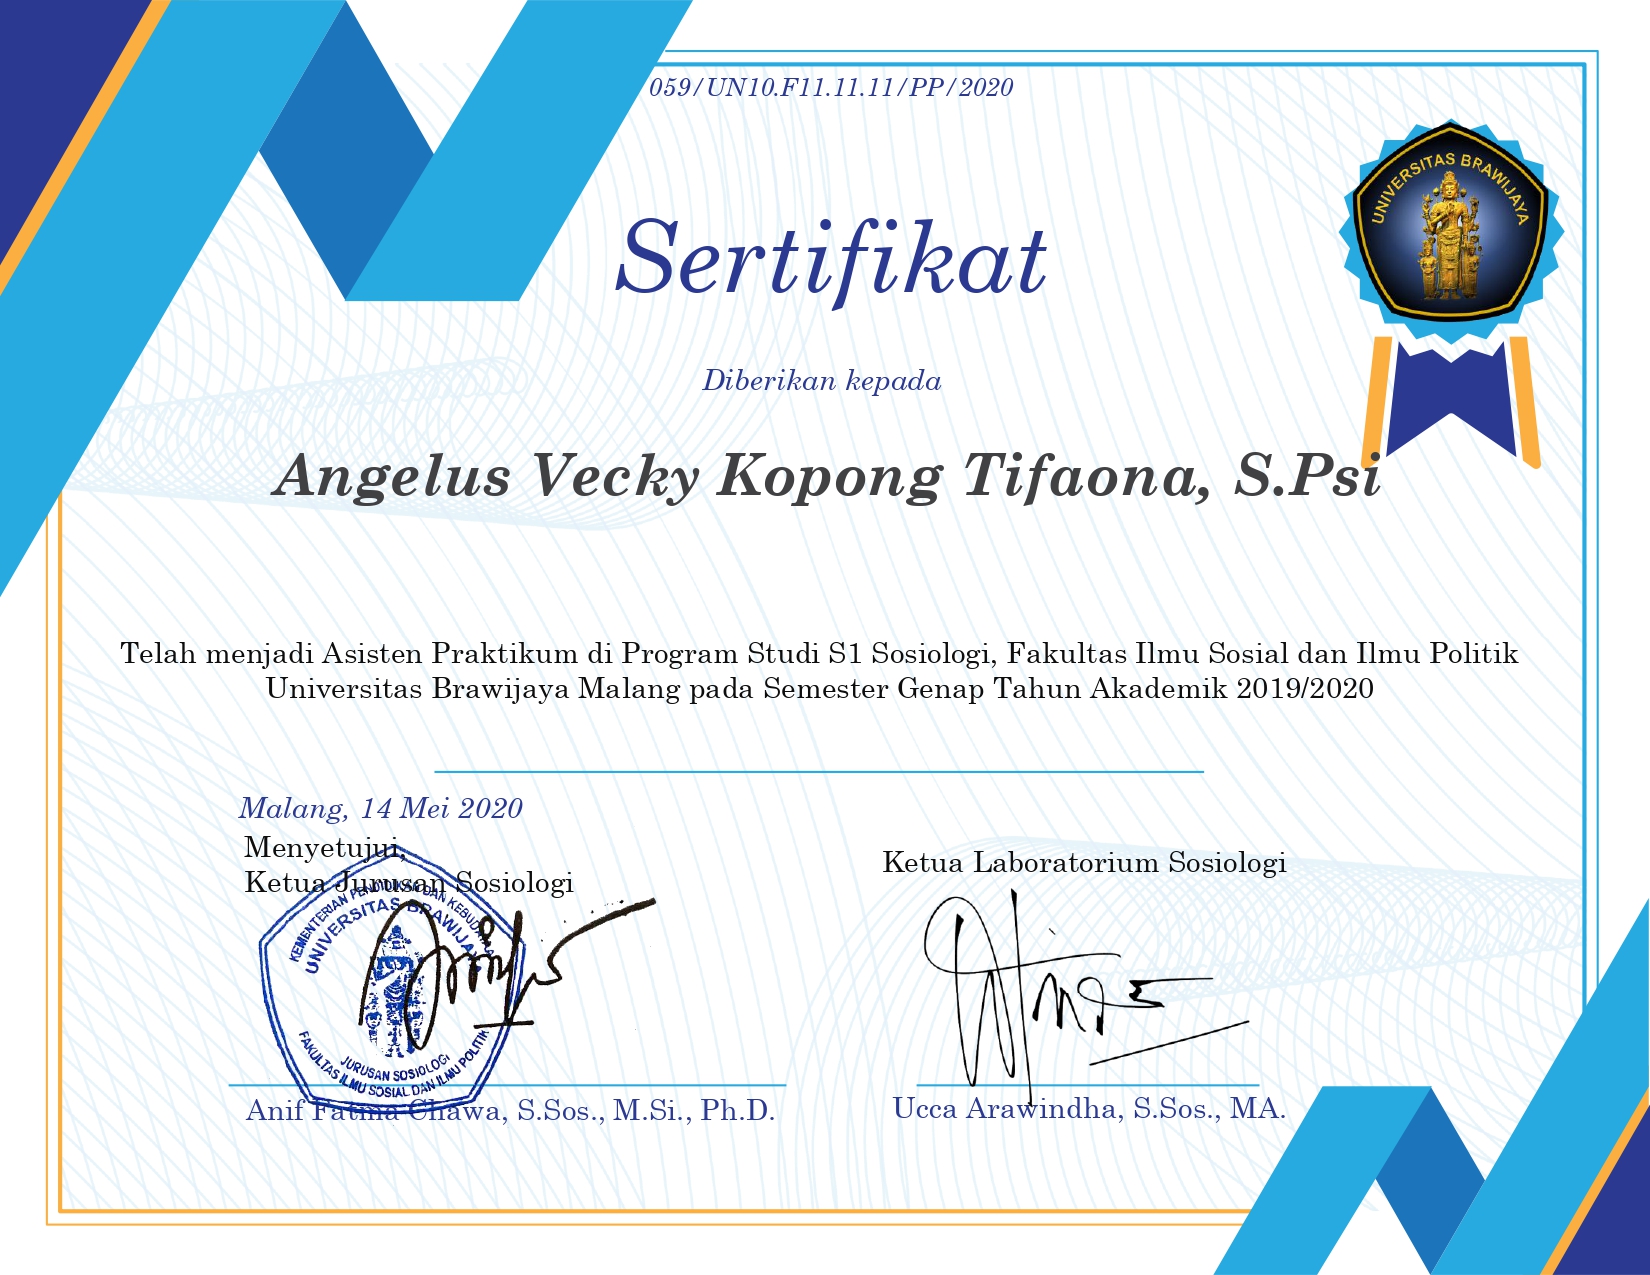 059/UN10.F11.11.11/PP/2020
UNIVERSITAS BRAWIJAYA
Sertifikat
Diberikan kepada
Angelus Vecky Kopong Tifaona, S.Psi
Telah menjadi Asisten Praktikum di Program Studi S1 Sosiologi, Fakultas Ilmu Sosial dan Ilmu Politik
Universitas Brawijaya Malang pada Semester Genap Tahun Akademik 2019/2020
Malang, 14 Mei 2020
Menyetujui,
Ketua Jurusan Sosiologi
KEMENTERIAN PENDIDIKAN DAN KEBUDAYAAN
UNIVERSITAS BRAWIJAYA
JURUSAN SOSIOLOGI
FAKULTAS ILMU SOSIAL DAN ILMU POLITIK
Anif Fatma Chawa, S.Sos., M.Si., Ph.D.
Ketua Laboratorium Sosiologi
Ucca Arawindha, S.Sos., MA.